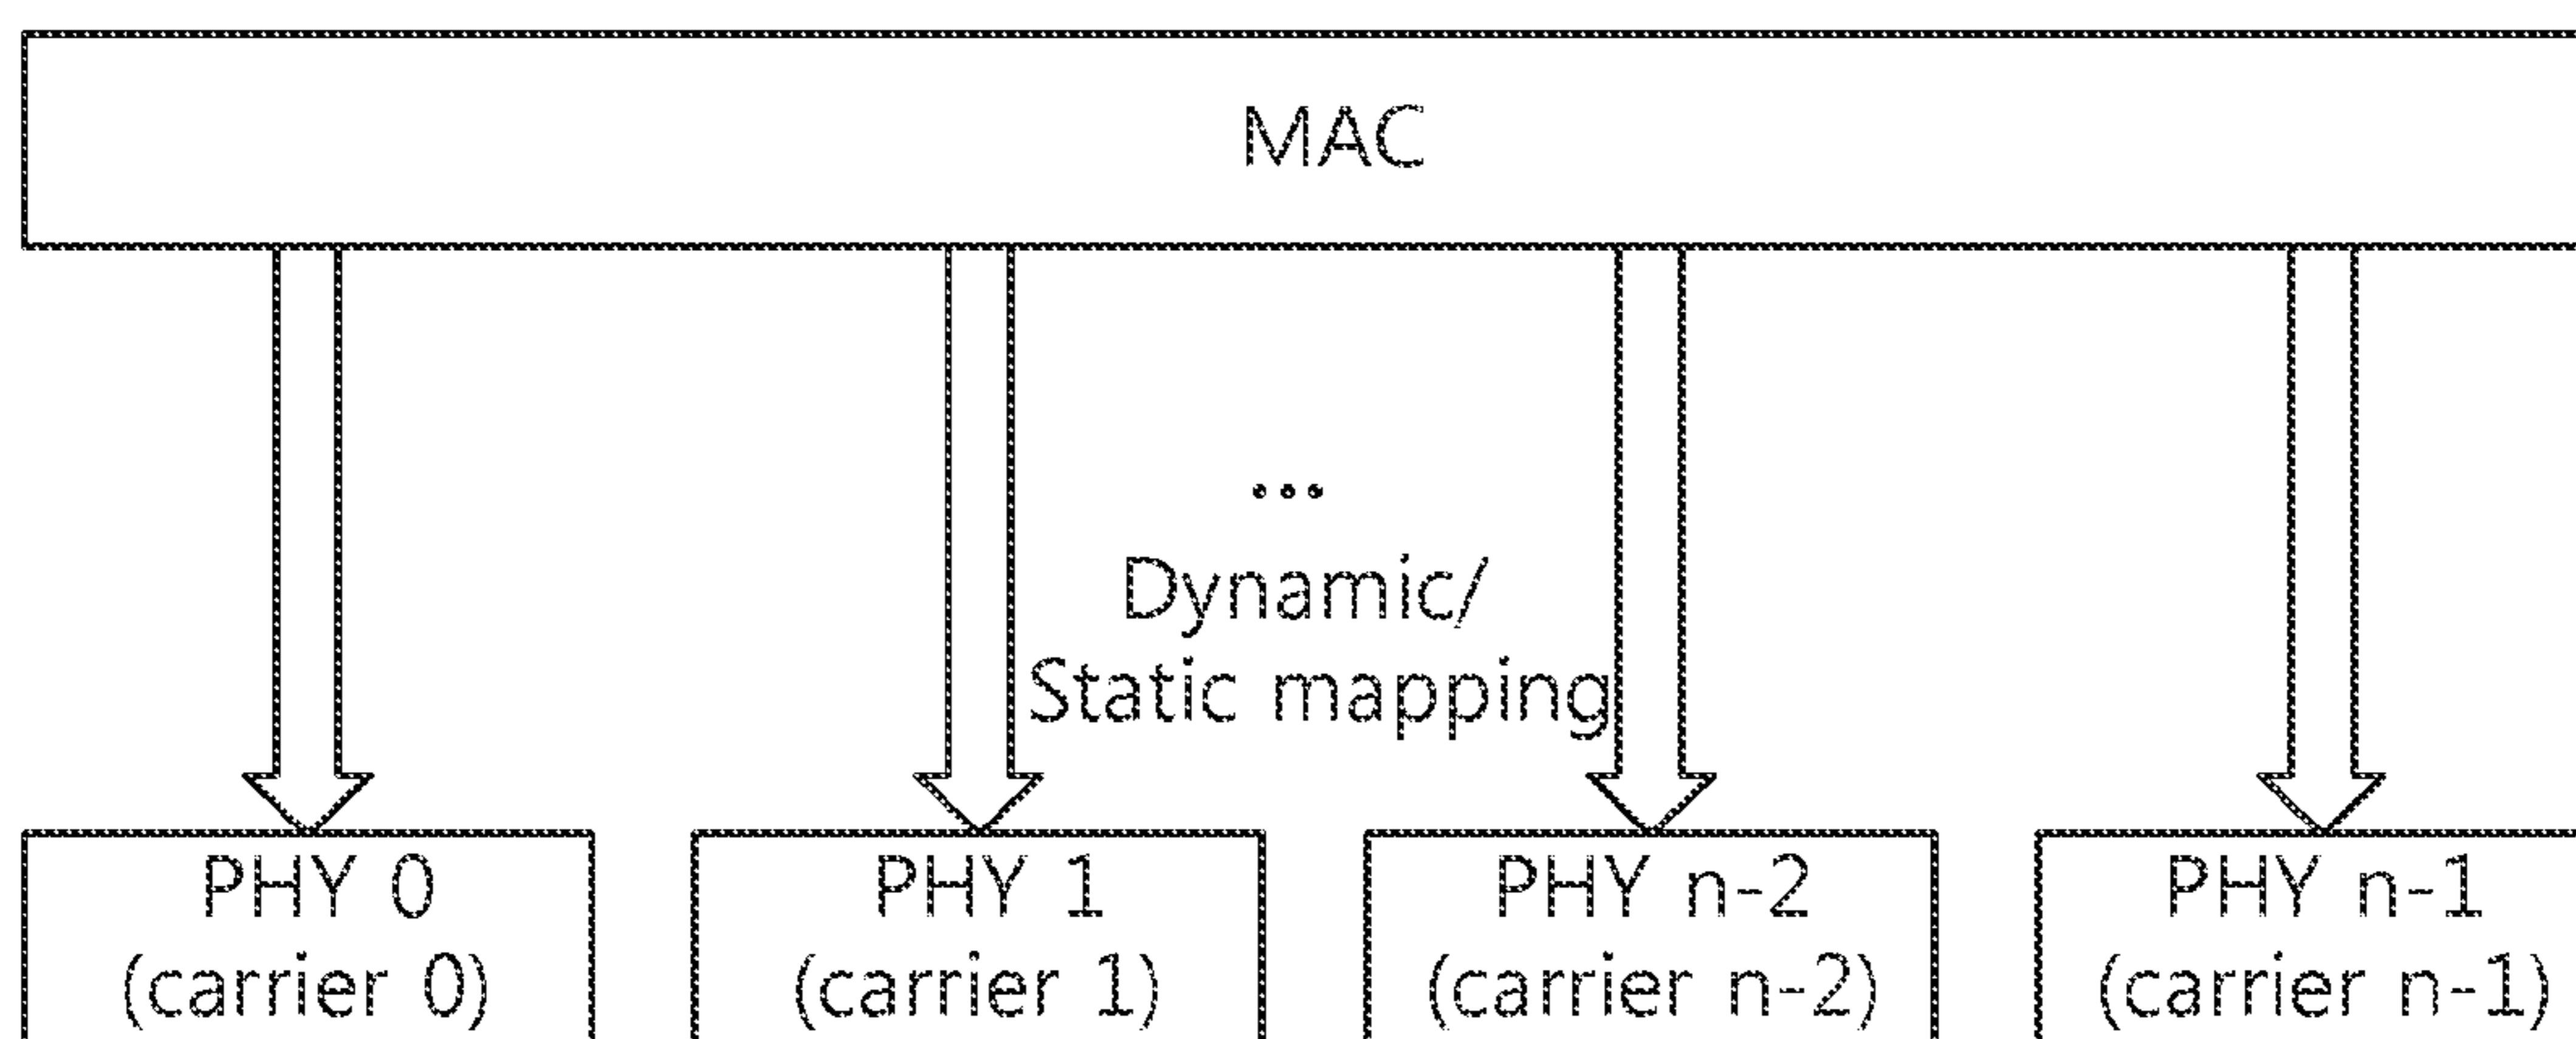 MAC
...
Dynamic/
Static mapping
PHY 0
(carrier 0)
PHY 1
(carrier 1)
PHY n-2
(carrier n-2)
PHY n-1
(carrier n-1)